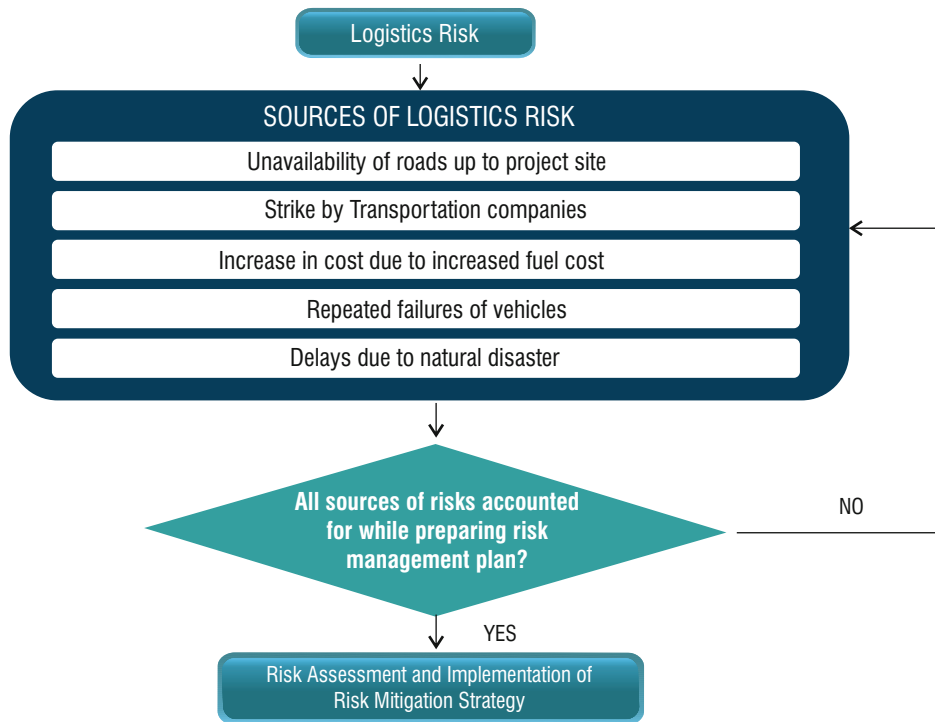 Logistics Risk
SOURCES OF LOGISTICS RISK
Unavailability of roads up to project site
Strike by Transportation companies
Increase in cost due to increased fuel cost
Repeated failures of vehicles
Delays due to natural disaster
All sources of risks accounted
for while preparing risk
management plan?
NO
YES
Risk Assessment and Implementation of
Risk Mitigation Strategy